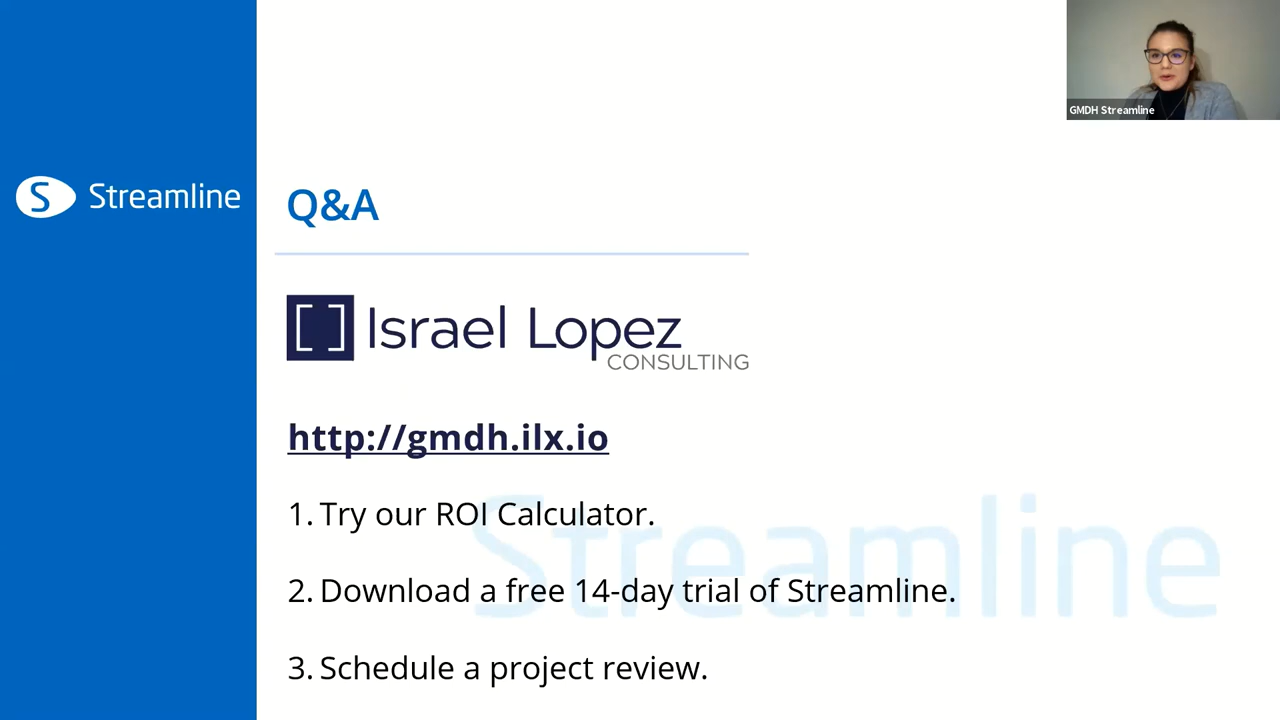 GMDH Streamline
S Streamline
Q&A
[ ] Israel Lopez
CONSULTING
http://gmdh.ilx.io
1. Try our ROI Calculator.
2. Download a free 14-day trial of Streamline.
3. Schedule a project review.
Streamline